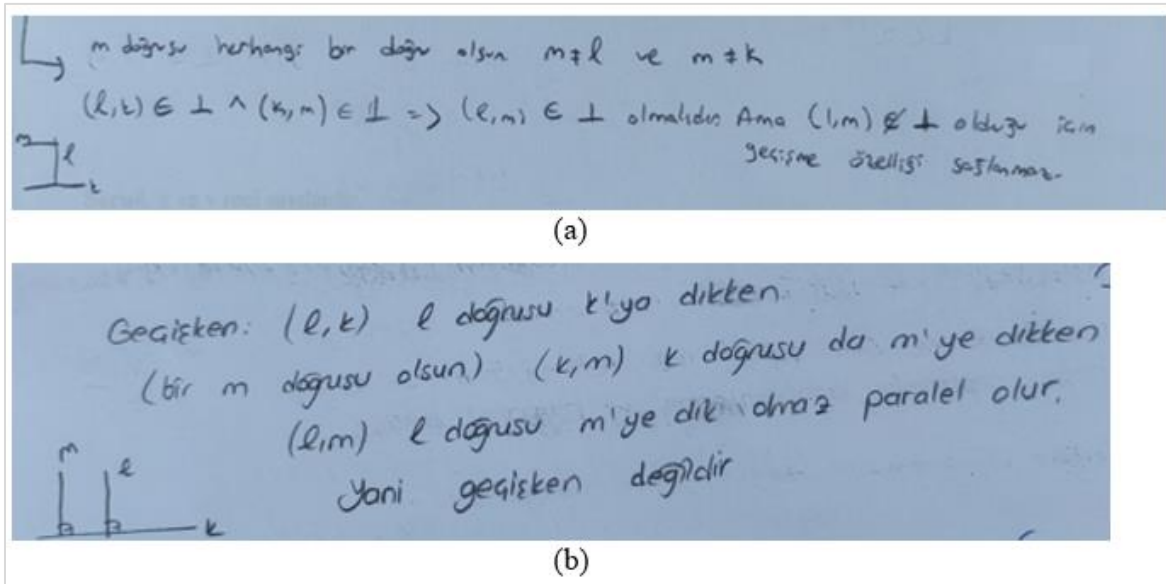 m doğrusu herhangi bir doğru olsun m ≠ l ve m ≠ k
(l,k) ∈ ⊥ ∧ (k,m) ∈ ⊥ => (l,m) ∈ ⊥ olmalıdır Ama (l,m) ∉ ⊥ olduğu için
geçişme özelliği sağlanmaz.
m
l
k
(a)
Geçişken: (l,k) l doğrusu k'ya dikken
(bir m doğrusu olsun) (k,m) k doğrusu da m'ye dikken
(l,m) l doğrusu m'ye dik olmaz paralel olur.
Yani geçişken değildir
m
l
k
(b)